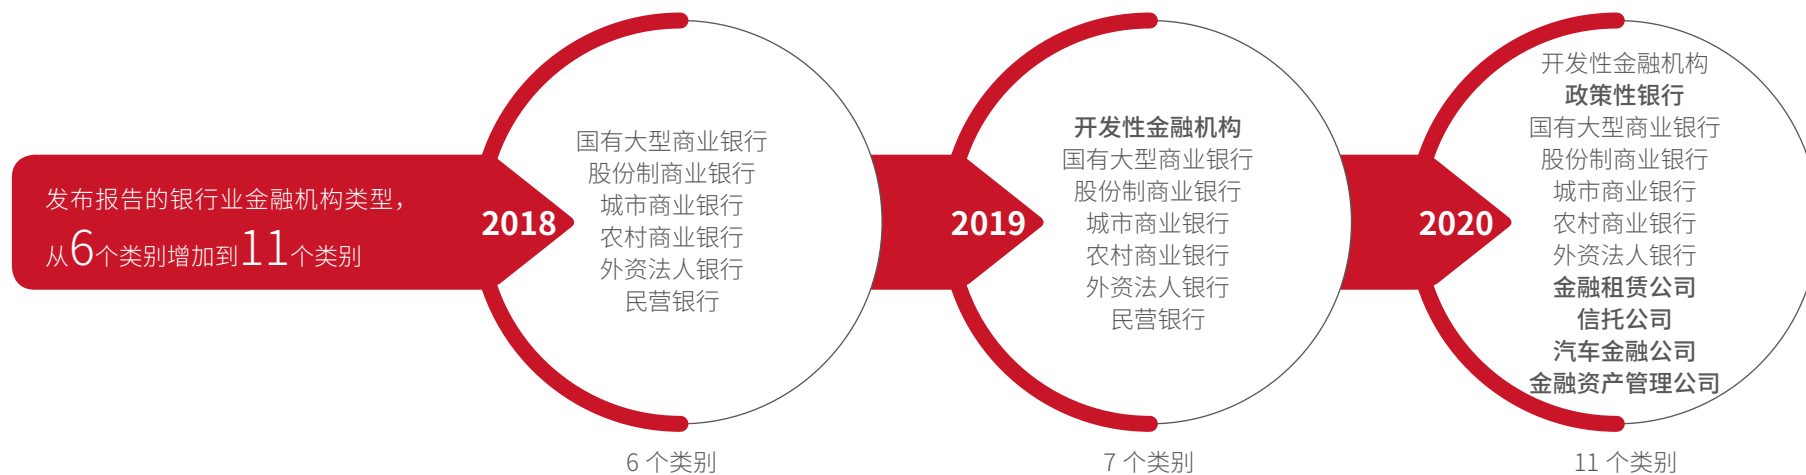 发布报告的银行业金融机构类型，
从6个类别增加到11个类别
2018
国有大型商业银行
股份制商业银行
城市商业银行
农村商业银行
外资法人银行
民营银行
6 个类别
2019
开发性金融机构
国有大型商业银行
股份制商业银行
城市商业银行
农村商业银行
外资法人银行
民营银行
7 个类别
2020
开发性金融机构
政策性银行
国有大型商业银行
股份制商业银行
城市商业银行
农村商业银行
外资法人银行
金融租赁公司
信托公司
汽车金融公司
金融资产管理公司
11 个类别